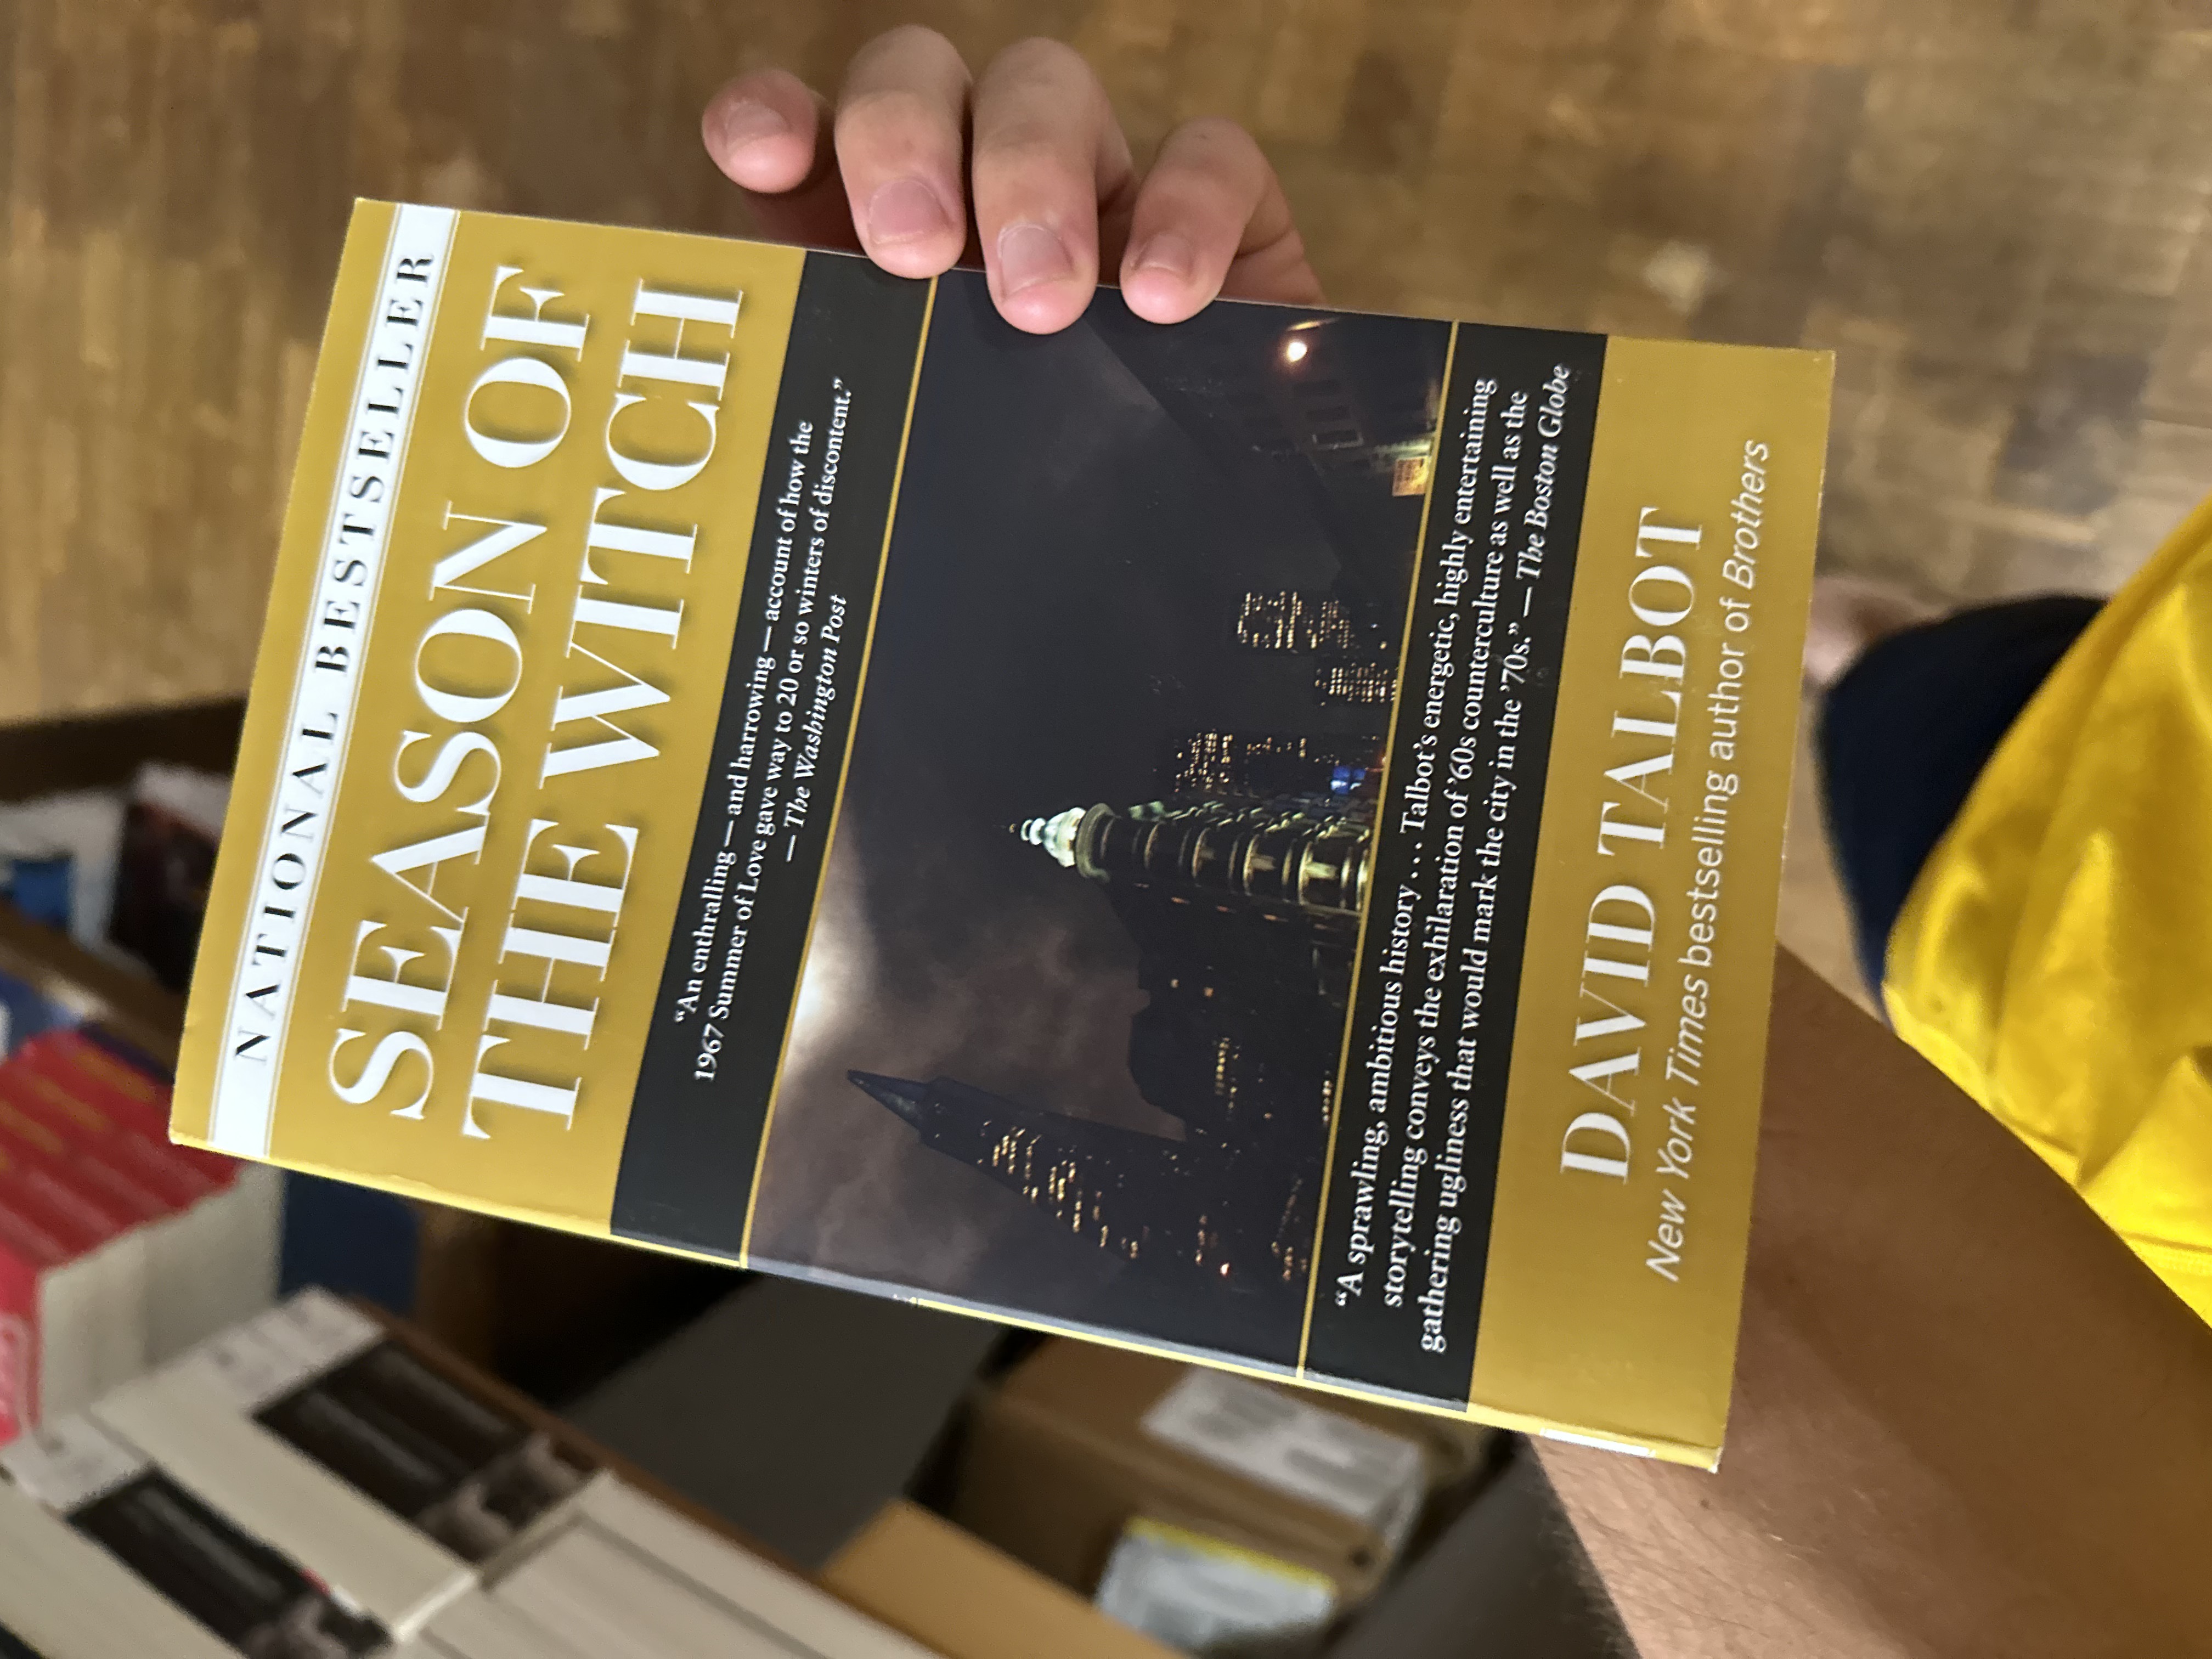 NATIONAL BESTSELLER
SEASON OF
THE WITCH
“An enthralling — and harrowing — account of how the
1967 Summer of Love gave way to 20 or so winters of discontent.”
— The Washington Post
“A sprawling, ambitious history . . . Talbot’s energetic, highly entertaining
storytelling conveys the exhilaration of ’60s counterculture as well as the
gathering ugliness that would mark the city in the ’70s.” — The Boston Globe
DAVID TALBOT
New York Times bestselling author of Brothers